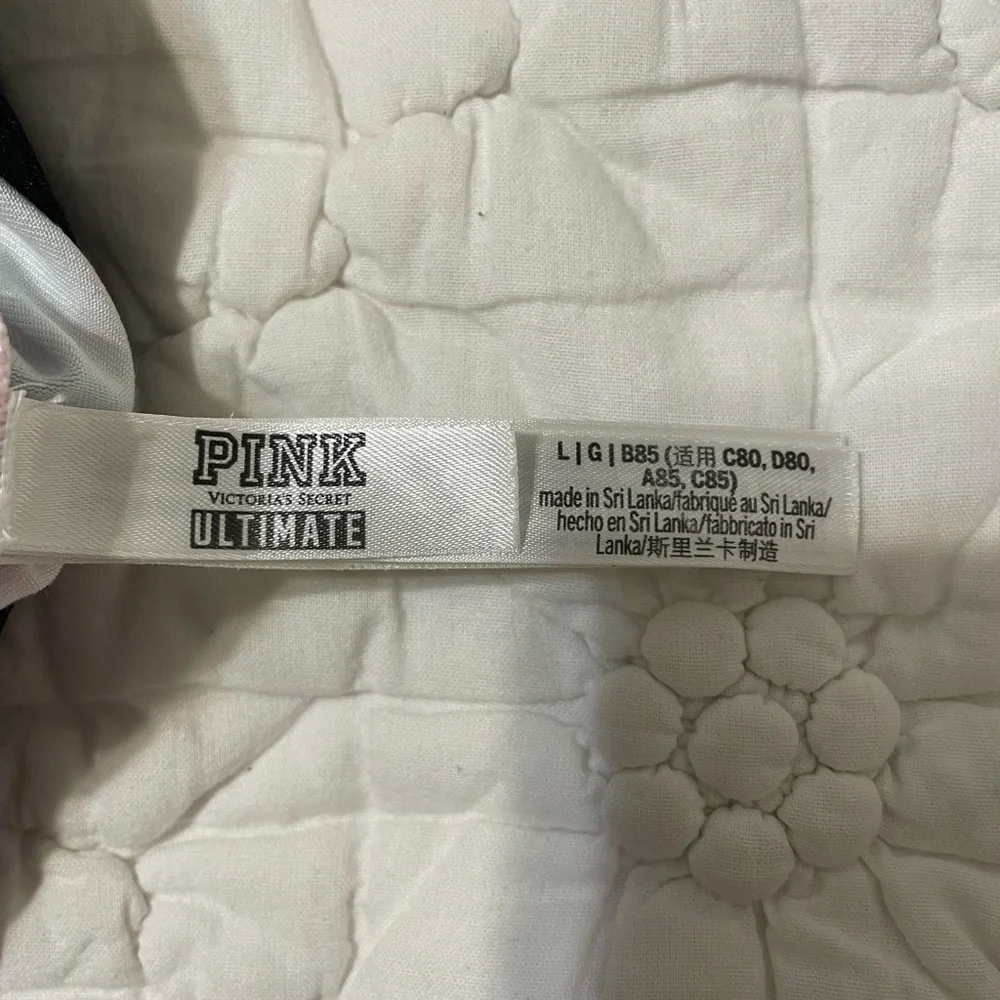 PINK
VICTORIA'S SECRET
ULTIMATE
L | G | B85 (适用 C80, D80,
A85, C85)
made in Sri Lanka/fabriqué au Sri Lanka/
hecho en Sri Lanka/fabbricato in Sri
Lanka/斯里兰卡制造